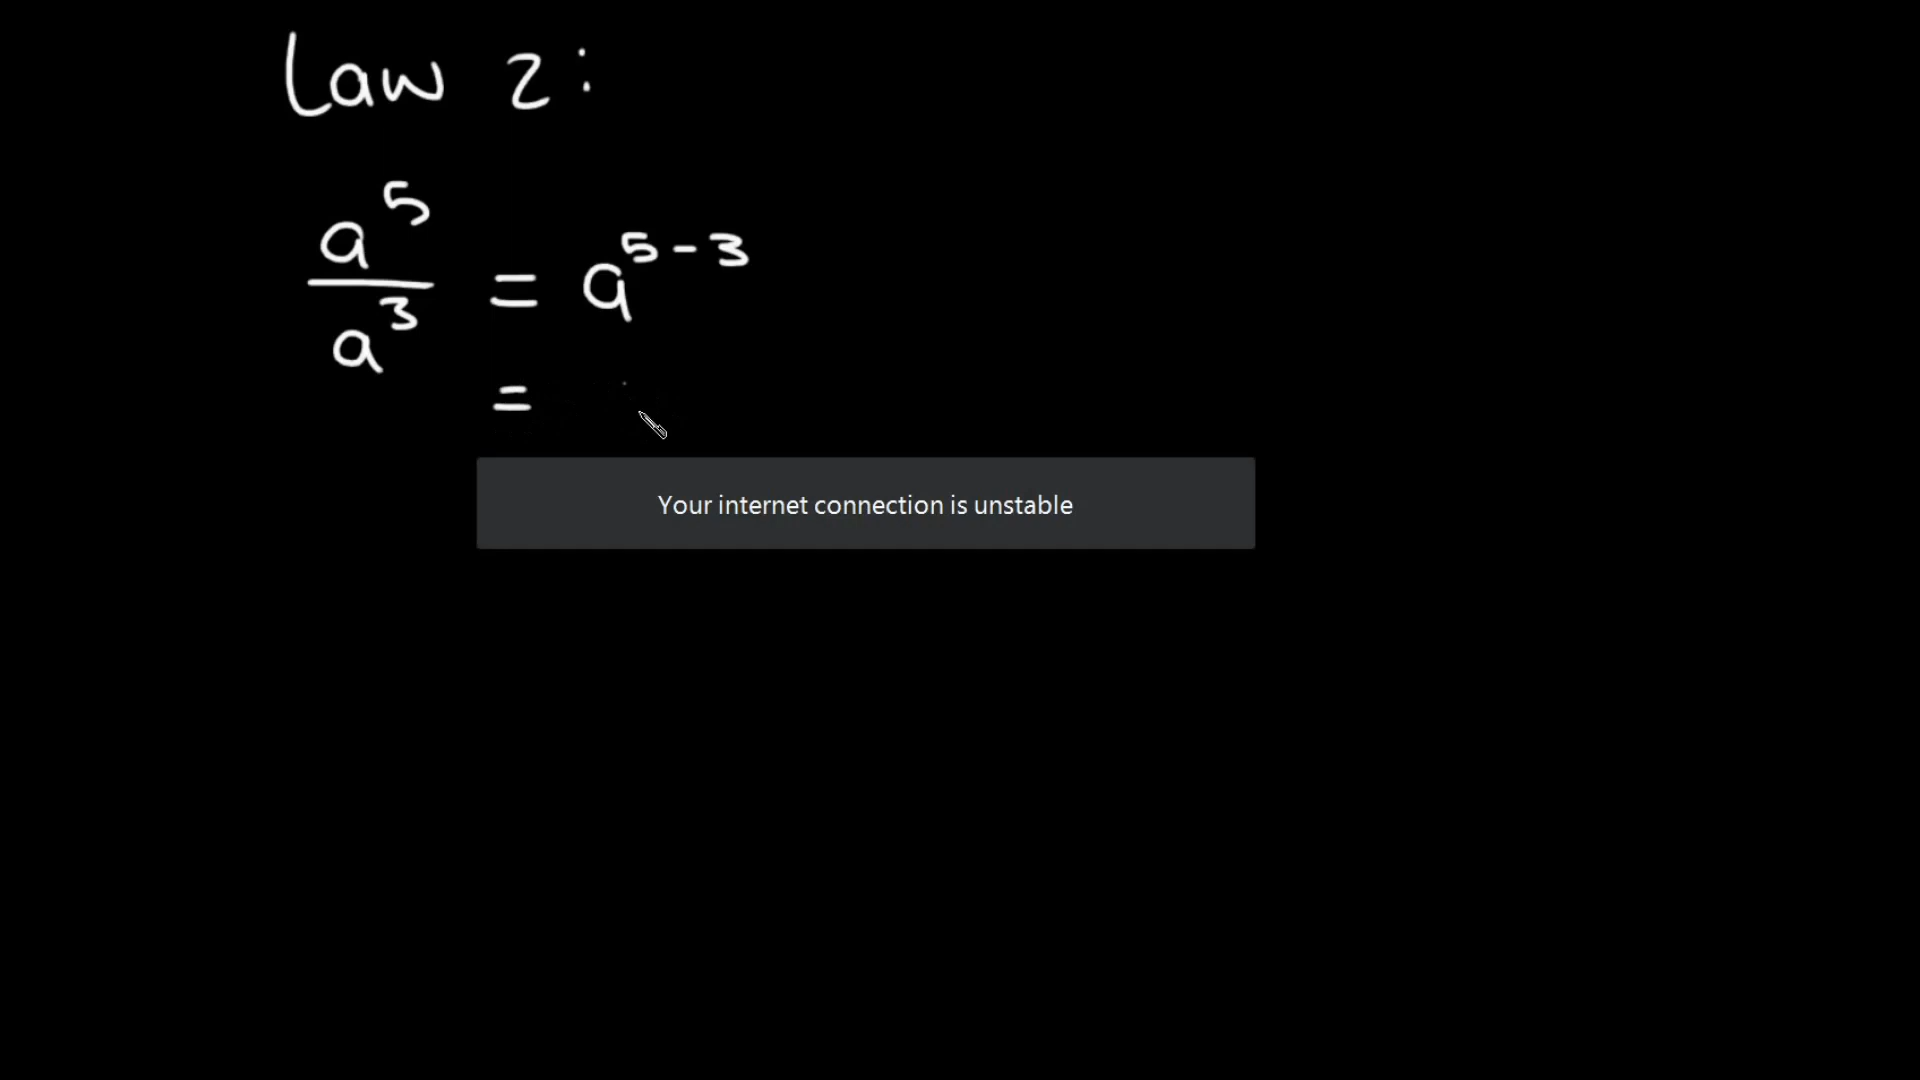 Law 2:
a^5 / a^3 = a^5-3
=
Your internet connection is unstable